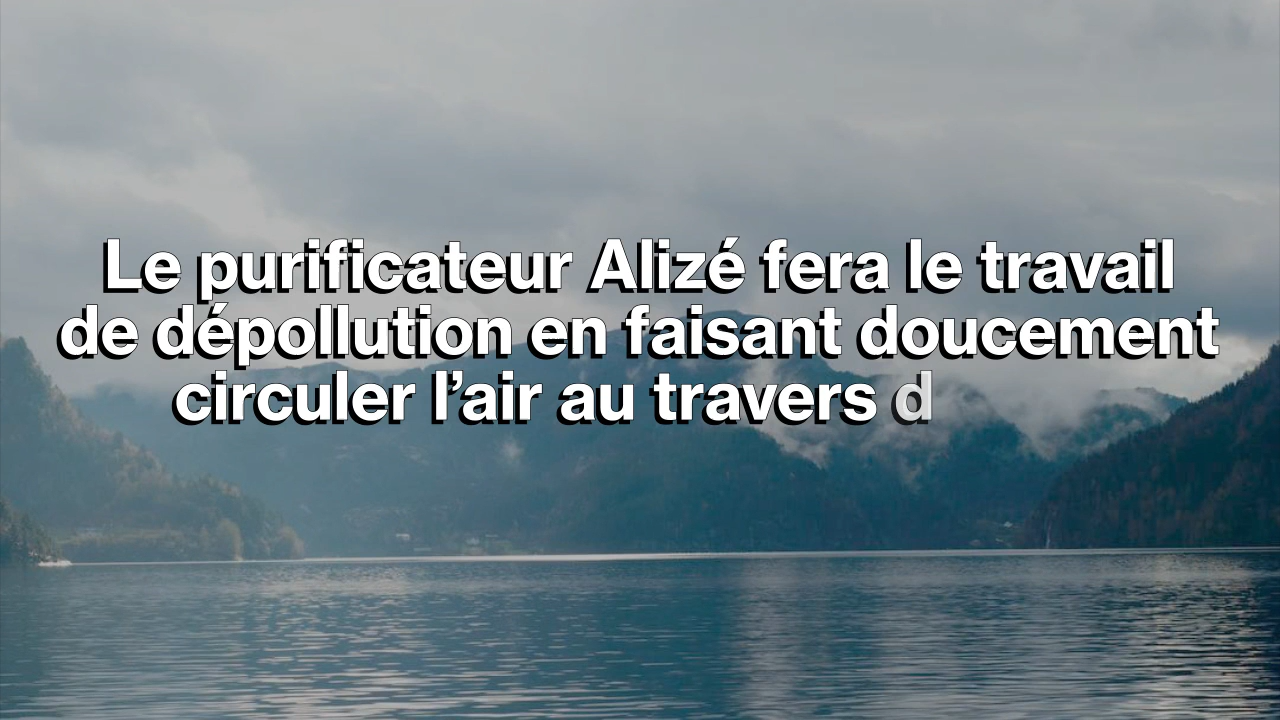 Le purificateur Alizé fera le travail
de dépollution en faisant doucement
circuler l’air au travers d